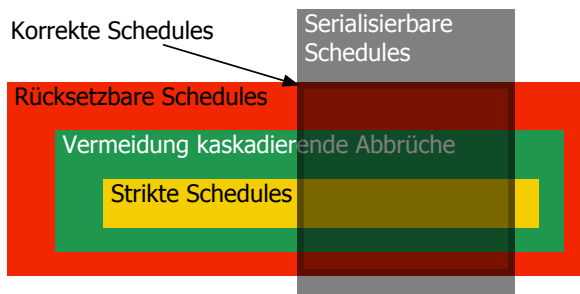 Korrekte Schedules
Serialisierbare
Schedules
Rücksetzbare Schedules
Vermeidung kaskadierende Abbrüche
Strikte Schedules